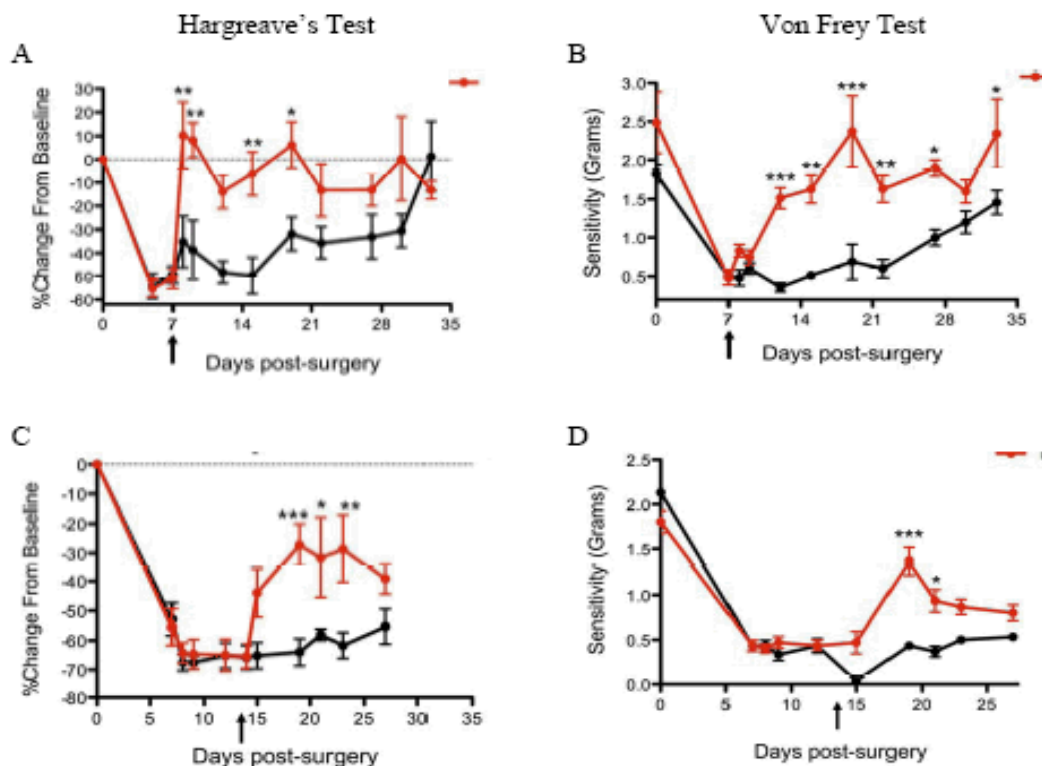 Hargreave's Test
Von Frey Test
A
B
%Change From Baseline
30
20
10
0
-10
-20
-30
-40
-60
** ** ** *
0 7 14 21 28 35
Days post-surgery
Sensitivity (Grams)
3.0
2.5
2.0
1.5
1.0
0.5
*** ** *** ** * *
0 7 14 21 28 35
Days post-surgery
C
D
%Change From Baseline
0
-10
-20
-30
-40
-50
-60
-70
-80
*** * **
0 5 10 15 20 25 30 35
Days post-surgery
Sensitivity (Grams)
2.5
2.0
1.5
1.0
0.5
0.0
*** *
0 5 10 15 20 25
Days post-surgery